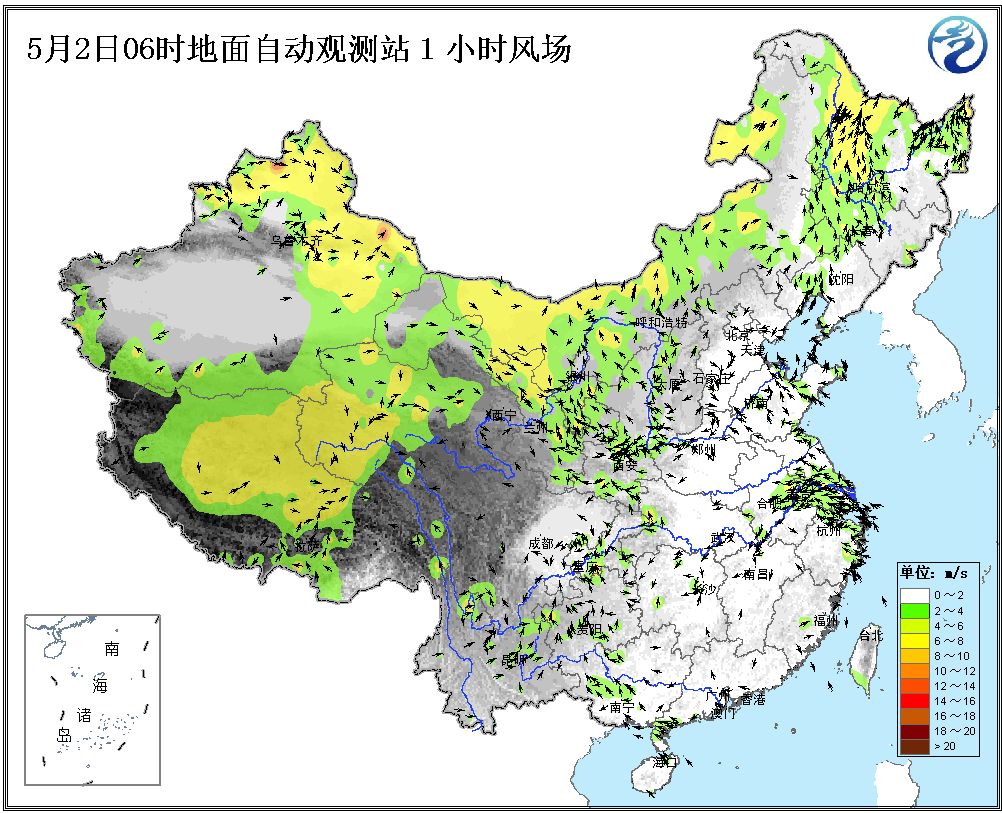 5月2日06时地面自动观测站1小时风场
乌鲁木齐
哈尔滨
长春
沈阳
呼和浩特
北京
天津
银川
太原
石家庄
济南
西宁
兰州
郑州
西安
合肥
南京
杭州
成都
武汉
重庆
拉萨
南昌
长沙
贵阳
福州
台北
昆明
南宁
广州
香港
澳门
海口
南
海
诸
岛
单位: m/s
0～2
2～4
4～6
6～8
8～10
10～12
12～14
14～16
16～18
18～20
>20